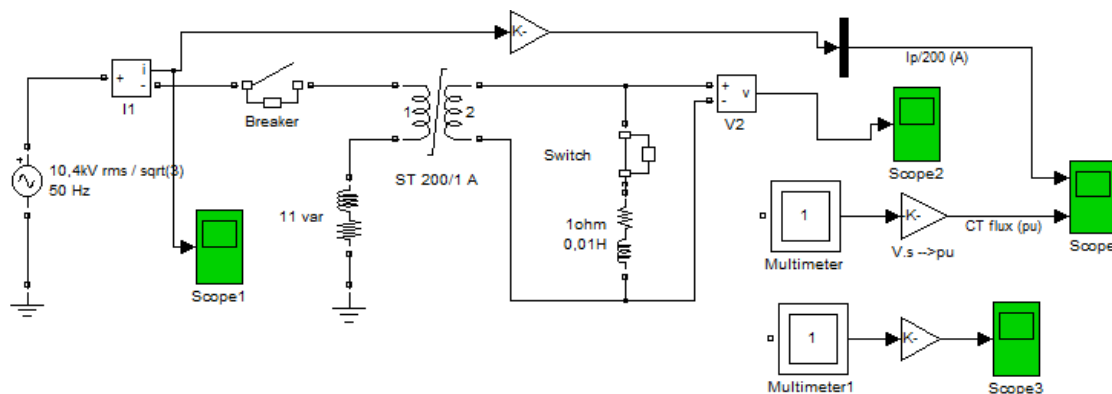 K-
Ip/200 (A)
+
-
i
I1
Breaker
1
2
ST 200/1 A
+
-
v
V2
Scope2
Switch
+
10,4kV rms / sqrt(3)
50 Hz
11 var
1ohm
0,01H
Scope1
1
Multimeter
K-
V.s -->pu
CT flux (pu)
Scope
1
Multimeter1
K-
Scope3